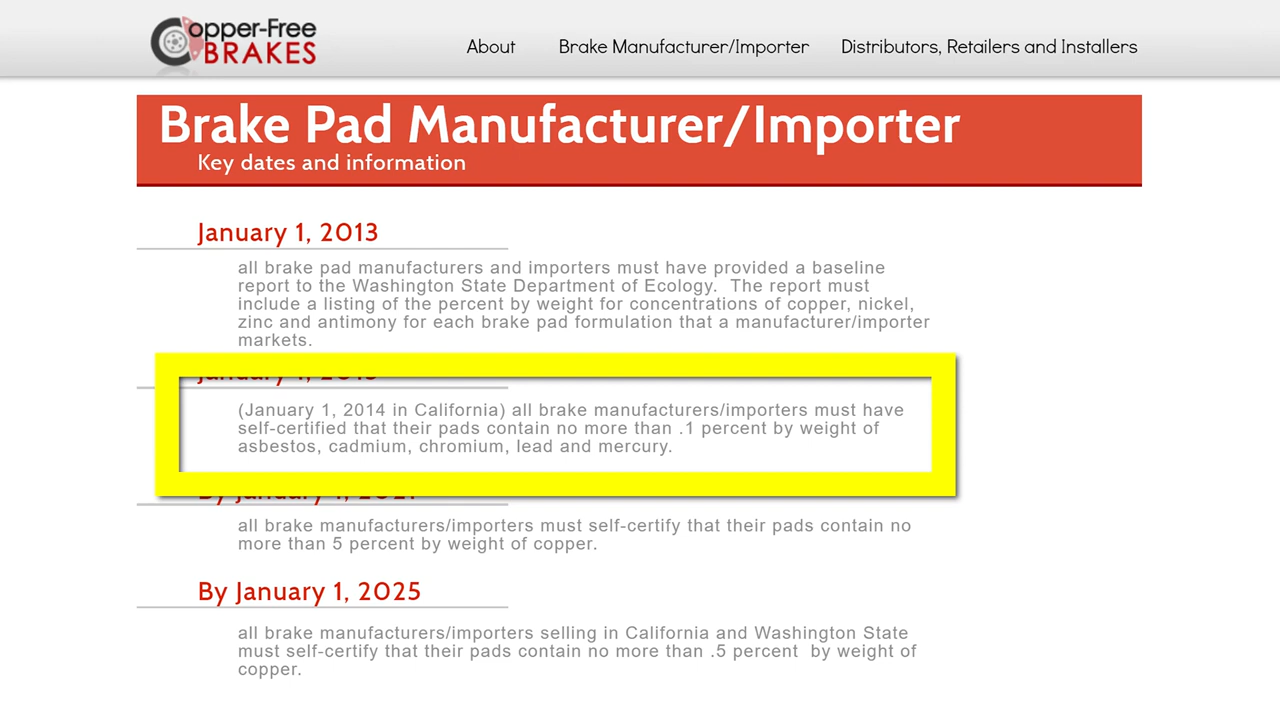 Copper-Free
BRAKES
About
Brake Manufacturer/Importer
Distributors, Retailers and Installers
Brake Pad Manufacturer/Importer
Key dates and information
January 1, 2013
all brake pad manufacturers and importers must have provided a baseline
report to the Washington State Department of Ecology. The report must
include a listing of the percent by weight for concentrations of copper, nickel,
zinc and antimony for each brake pad formulation that a manufacturer/importer
markets.
January 1, 2015
(January 1, 2014 in California) all brake manufacturers/importers must have
self-certified that their pads contain no more than .1 percent by weight of
asbestos, cadmium, chromium, lead and mercury.
By January 1, 2021
all brake manufacturers/importers must self-certify that their pads contain no
more than 5 percent by weight of copper.
By January 1, 2025
all brake manufacturers/importers selling in California and Washington State
must self-certify that their pads contain no more than .5 percent by weight of
copper.